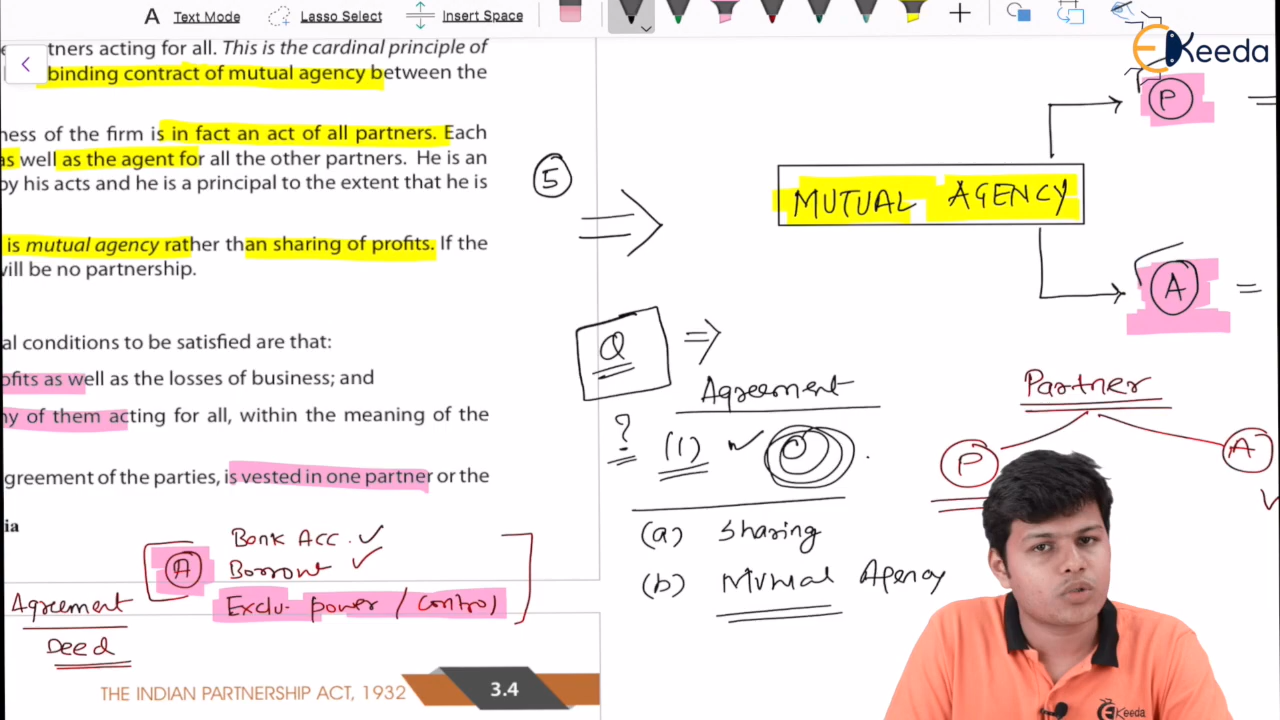 A Text Mode Lasso Select Insert Space
Keeda
tners acting for all. This is the cardinal principle of
binding contract of mutual agency between the
ness of the firm is in fact an act of all partners. Each
as well as the agent for all the other partners. He is an
by his acts and he is a principal to the extent that he is
is mutual agency rather than sharing of profits. If the
will be no partnership.
al conditions to be satisfied are that:
ofits as well as the losses of business; and
ny of them acting for all, within the meaning of the
greement of the parties, is vested in one partner or the
ia
A
Bank Acc. ✓
Borrow ✓
Exclu. power / control
Agreement
Deed
THE INDIAN PARTNERSHIP ACT, 1932 3.4
5 ⇒
MUTUAL AGENCY
P =
A =
Q ⇒
Agreement
? (1) ✓
(a) Sharing
(b) Mutual Agency
Partner
P A
✓
Keeda